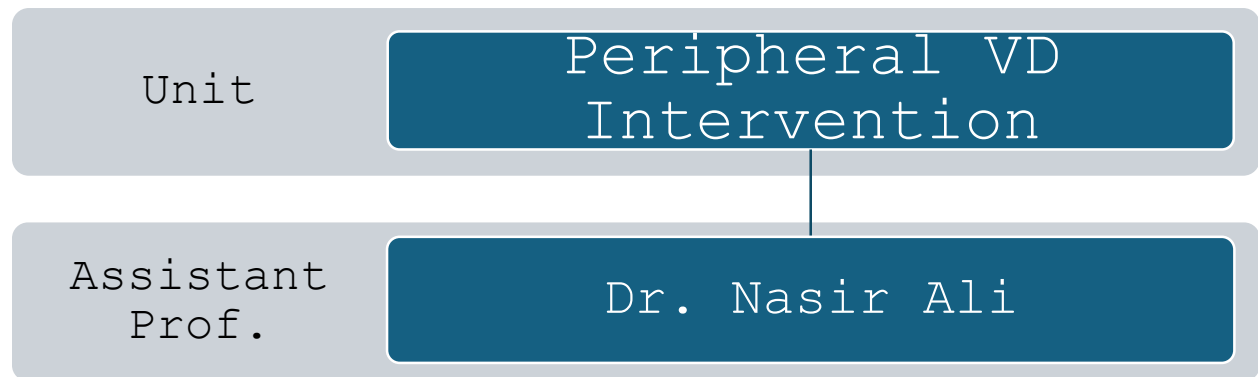 Unit
Peripheral VD
Intervention
Assistant
Prof.
Dr. Nasir Ali